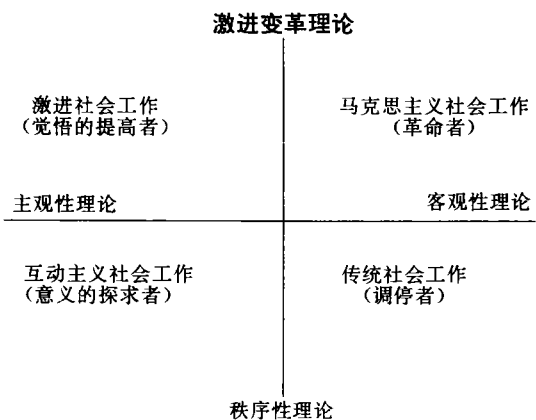 激进变革理论
激进社会工作
（觉悟的提高者）
马克思主义社会工作
（革命者）
主观性理论
客观性理论
互动主义社会工作
（意义的探求者）
传统社会工作
（调停者）
秩序性理论